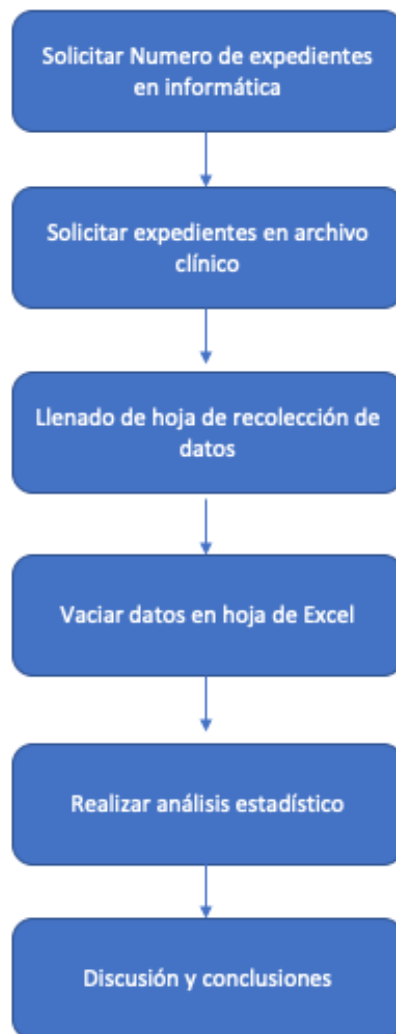 Solicitar Numero de expedientes
en informática
Solicitar expedientes en archivo
clínico
Llenado de hoja de recolección de
datos
Vaciar datos en hoja de Excel
Realizar análisis estadístico
Discusión y conclusiones